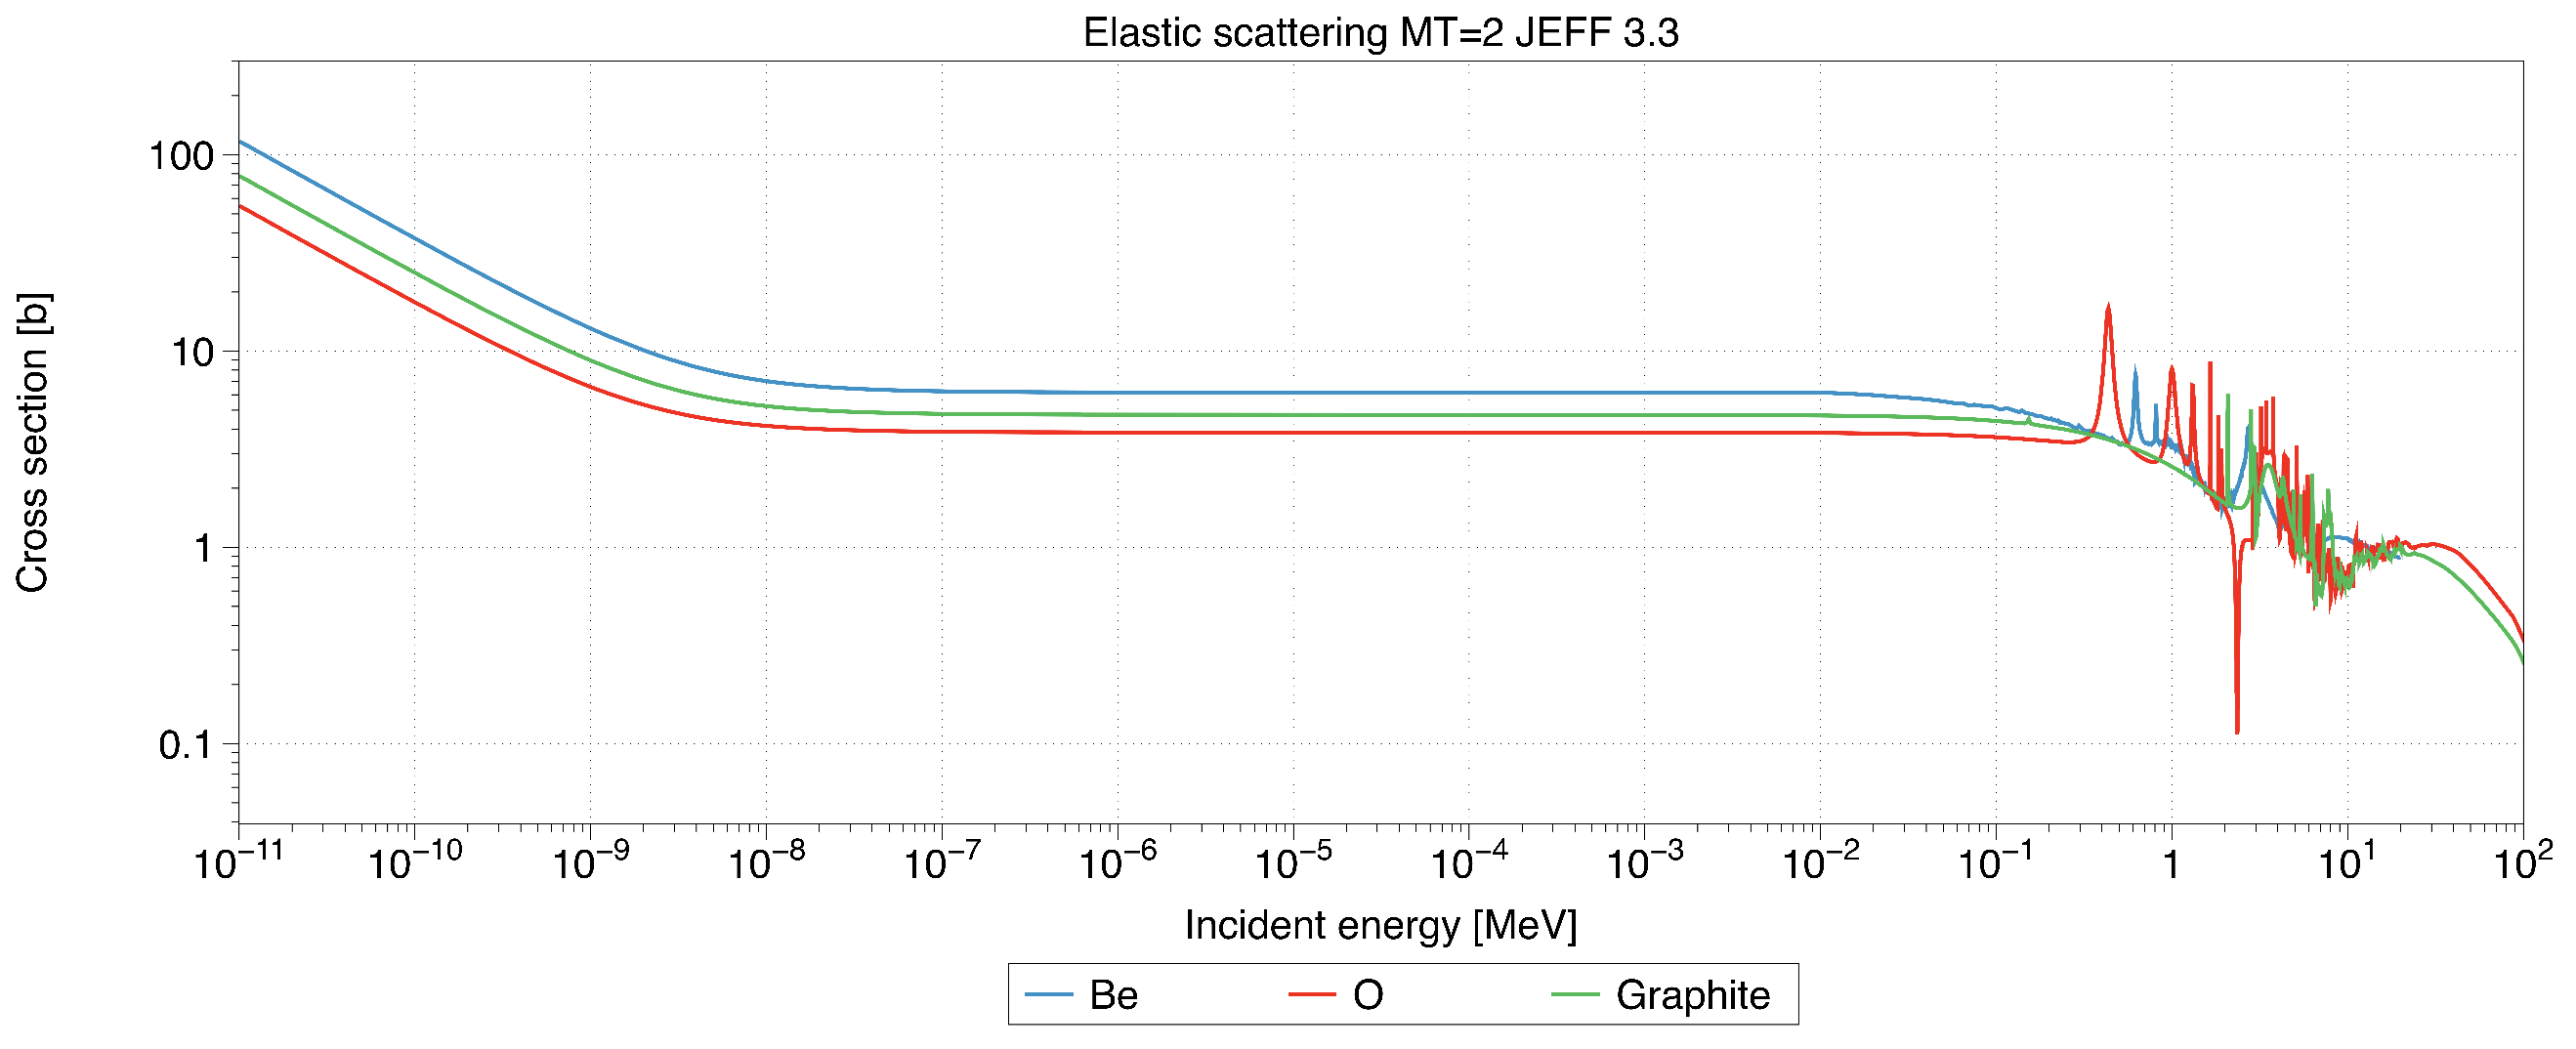 Elastic scattering MT=2 JEFF 3.3
Cross section [b]
100
10
1
0.1
10⁻¹¹ 10⁻¹⁰ 10⁻⁹ 10⁻⁸ 10⁻⁷ 10⁻⁶ 10⁻⁵ 10⁻⁴ 10⁻³ 10⁻² 10⁻¹ 1 10¹ 10²
Incident energy [MeV]
Be O Graphite